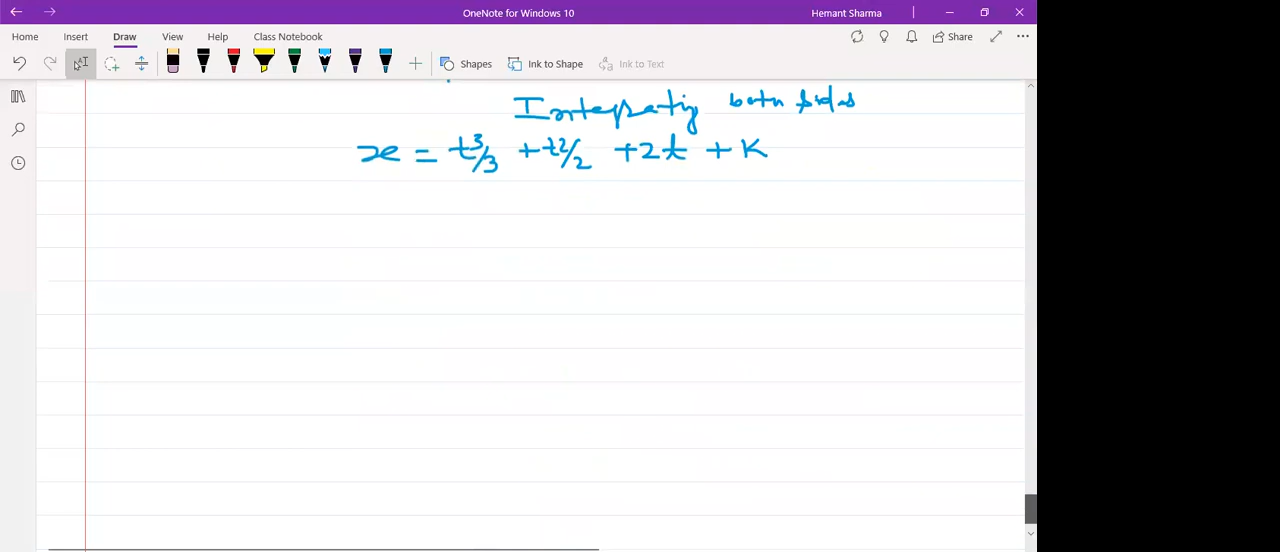 OneNote for Windows 10
Hemant Sharma
Home Insert Draw View Help Class Notebook
Share
Shapes Ink to Shape Ink to Text
Integrating both sides
x = t³/3 + t²/2 + 2t + K